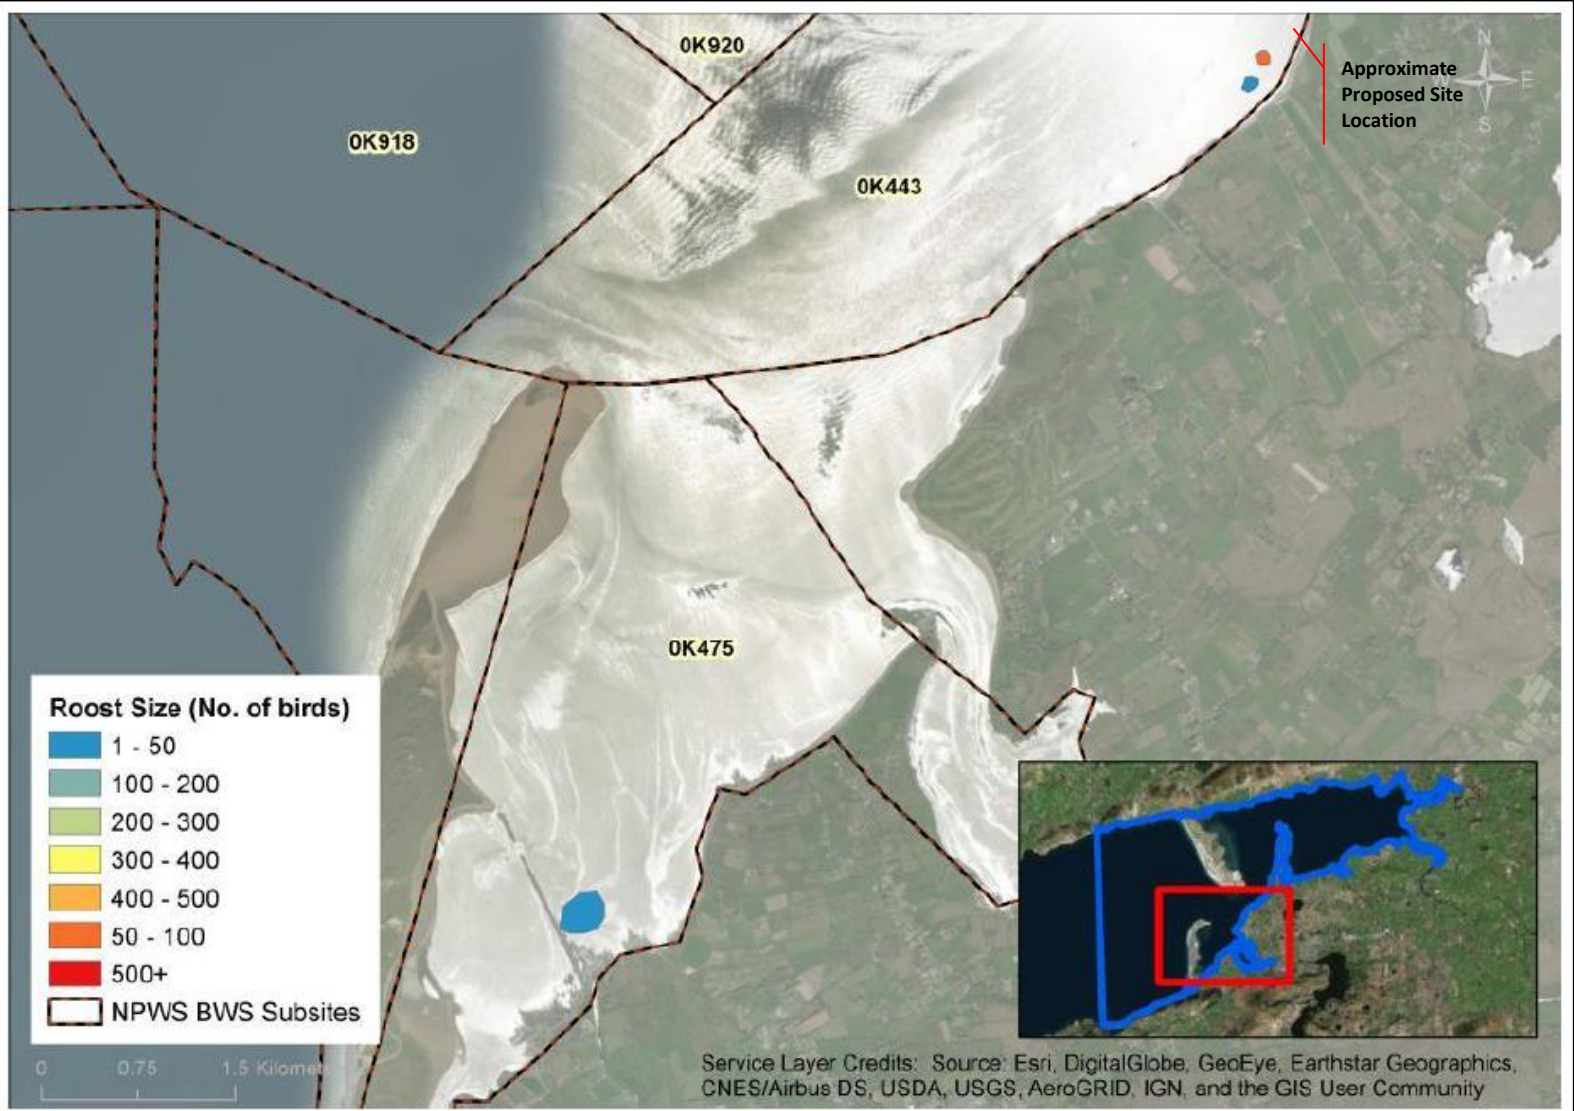 0K920
0K918
0K443
Approximate
Proposed Site
Location
N
E
S
0K475
Roost Size (No. of birds)
1 - 50
100 - 200
200 - 300
300 - 400
400 - 500
50 - 100
500+
NPWS BWS Subsites
0 0.75 1.5 Kilomet
Service Layer Credits: Source: Esri, DigitalGlobe, GeoEye, Earthstar Geographics,
CNES/Airbus DS, USDA, USGS, AeroGRID, IGN, and the GIS User Community